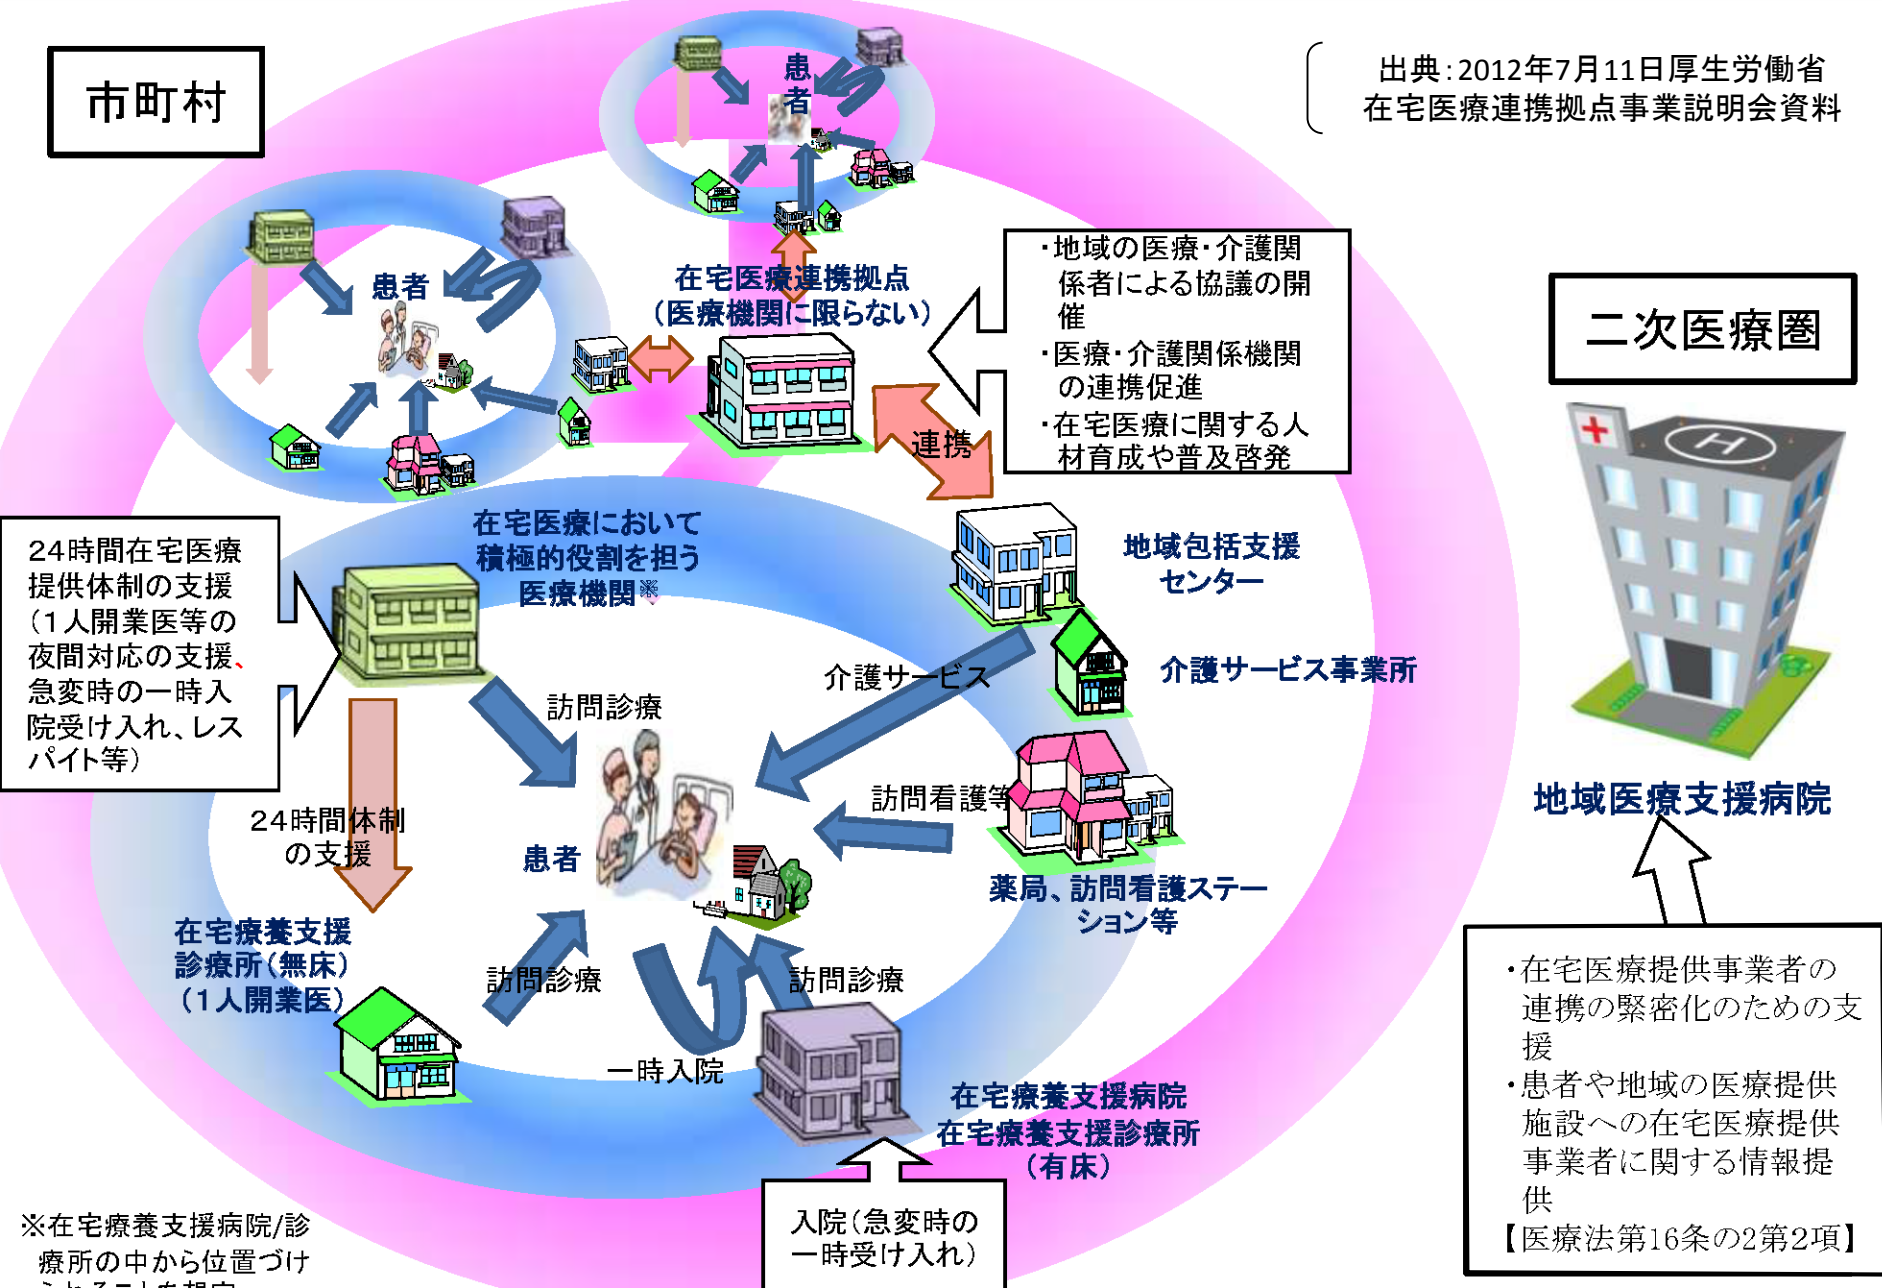 市町村
出典：2012年7月11日厚生労働省
在宅医療連携拠点事業説明会資料
患
者
患者
在宅医療連携拠点
（医療機関に限らない）
・地域の医療・介護関
係者による協議の開
催
・医療・介護関係機関
の連携促進
・在宅医療に関する人
材育成や普及啓発
連携
二次医療圏
H
在宅医療において
積極的役割を担う
医療機関※
24時間在宅医療
提供体制の支援
（1人開業医等の
夜間対応の支援、
急変時の一時入
院受け入れ、レス
パイト等）
地域包括支援
センター
介護サービス事業所
介護サービス
訪問診療
訪問看護等
24時間体制
の支援
患者
薬局、訪問看護ステー
ション等
地域医療支援病院
在宅療養支援
診療所（無床）
（1人開業医）
訪問診療
訪問診療
一時入院
在宅療養支援病院
在宅療養支援診療所
（有床）
入院（急変時の
一時受け入れ）
・在宅医療提供事業者の
連携の緊密化のための支
援
・患者や地域の医療提供
施設への在宅医療提供
事業者に関する情報提
供
【医療法第16条の2第2項】
※在宅療養支援病院/診
療所の中から位置づけ